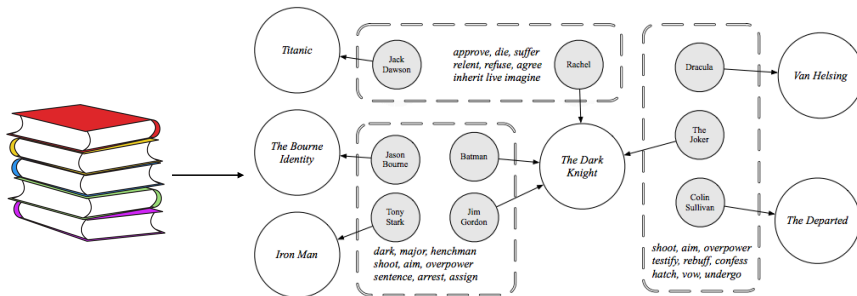 Titanic
Jack
Dawson
approve, die, suffer
relent, refuse, agree
inherit live imagine
Rachel
Dracula
Van Helsing
The Bourne
Identity
Jason
Bourne
Batman
The Dark
Knight
The
Joker
Iron Man
Tony
Stark
Jim
Gordon
Colin
Sullivan
The Departed
dark, major, henchman
shoot, aim, overpower
sentence, arrest, assign
shoot, aim, overpower
testify, rebuff, confess
hatch, vow, undergo